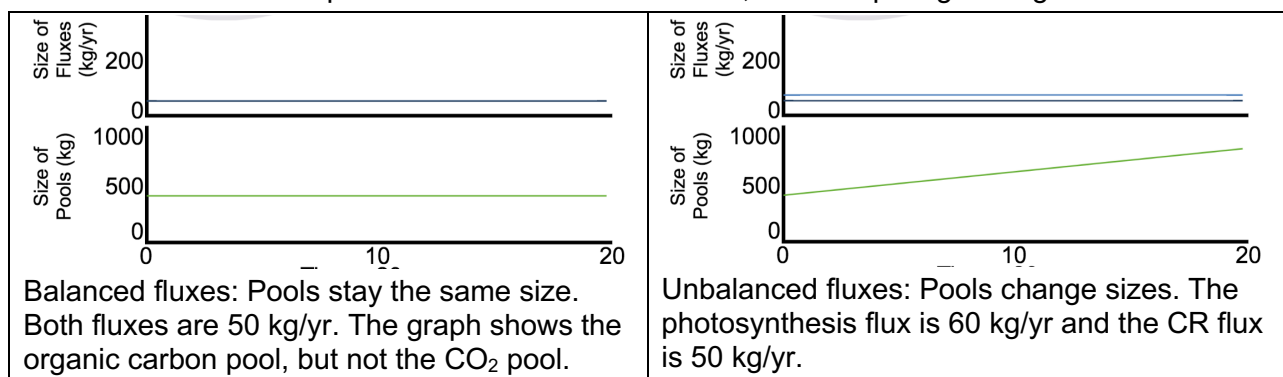 Size of
Fluxes
(kg/yr)
200
0
Size of
Pools (kg)
1000
500
0
0 10 20
Balanced fluxes: Pools stay the same size.
Both fluxes are 50 kg/yr. The graph shows the
organic carbon pool, but not the CO₂ pool.
Size of
Fluxes
(kg/yr)
200
0
Size of
Pools (kg)
1000
500
0
0 10 20
Unbalanced fluxes: Pools change sizes. The
photosynthesis flux is 60 kg/yr and the CR flux
is 50 kg/yr.